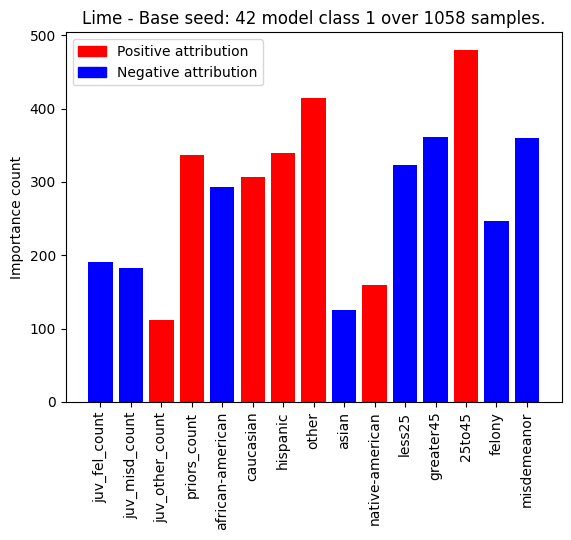 Lime - Base seed: 42 model class 1 over 1058 samples.
Positive attribution
Negative attribution
Importance count
500
400
300
200
100
0
juv_fel_count
juv_misd_count
juv_other_count
priors_count
african-american
caucasian
hispanic
other
asian
native-american
less25
greater45
25to45
felony
misdemeanor